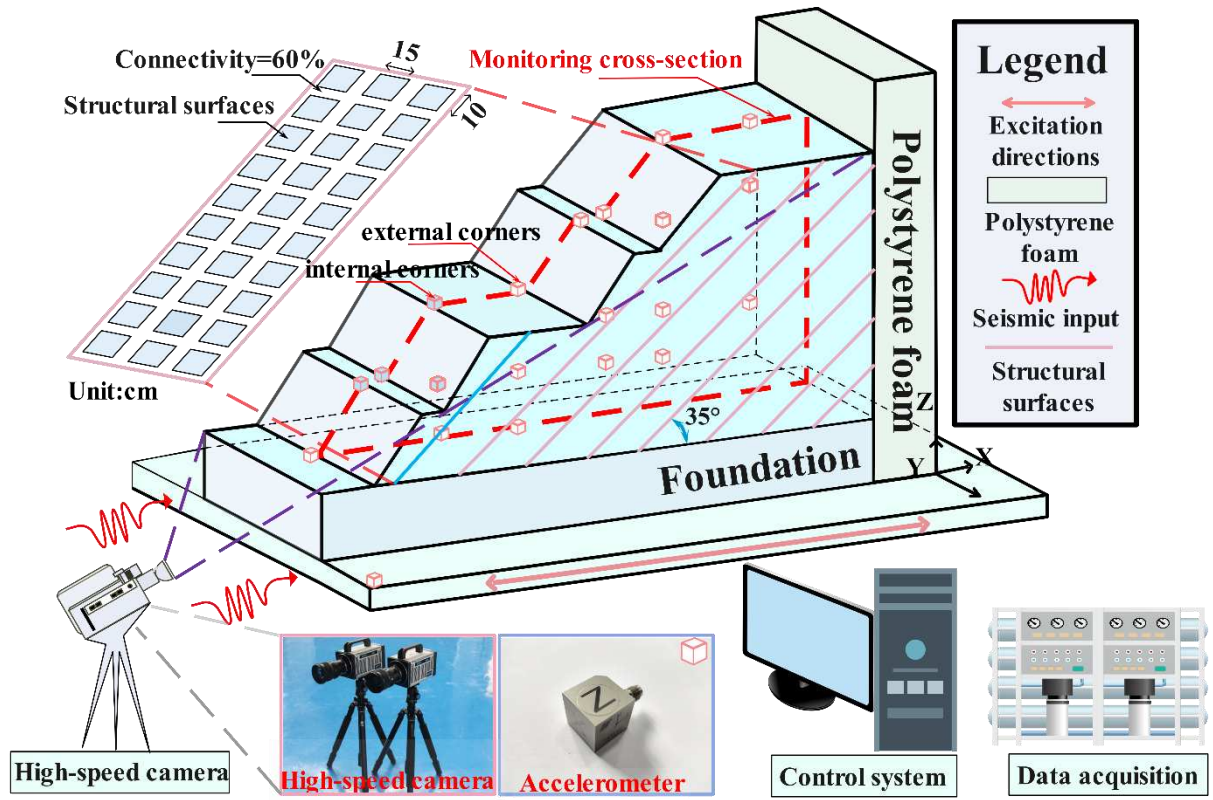 Connectivity=60%
15
Structural surfaces
10
Monitoring cross-section
external corners
internal corners
Unit:cm
35°
Foundation
Polystyrene foam
Z
Y
X
Legend
Excitation
directions
Polystyrene
foam
Seismic input
Structural
surfaces
High-speed camera
High-speed camera
Z
Accelerometer
Control system
Data acquisition